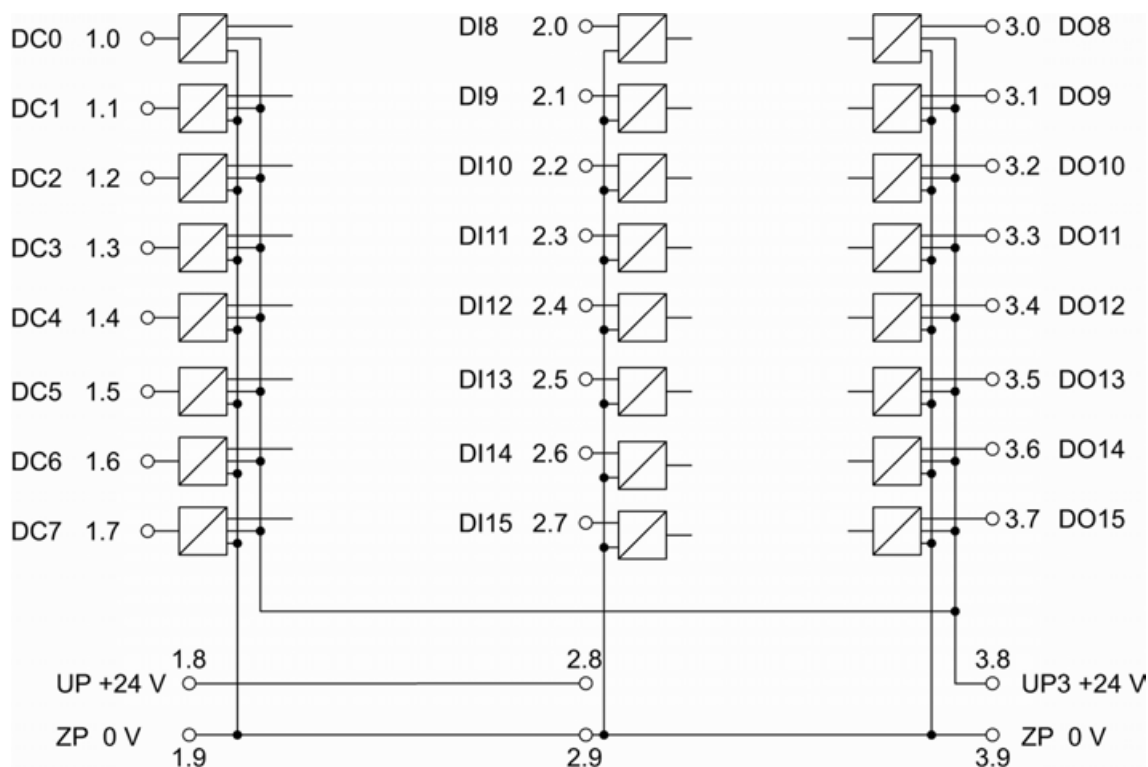 DC0 1.0 DI8 2.0 3.0 DO8
DC1 1.1 DI9 2.1 3.1 DO9
DC2 1.2 DI10 2.2 3.2 DO10
DC3 1.3 DI11 2.3 3.3 DO11
DC4 1.4 DI12 2.4 3.4 DO12
DC5 1.5 DI13 2.5 3.5 DO13
DC6 1.6 DI14 2.6 3.6 DO14
DC7 1.7 DI15 2.7 3.7 DO15
1.8 2.8 3.8
UP +24 V UP3 +24 V
ZP 0 V ZP 0 V
1.9 2.9 3.9